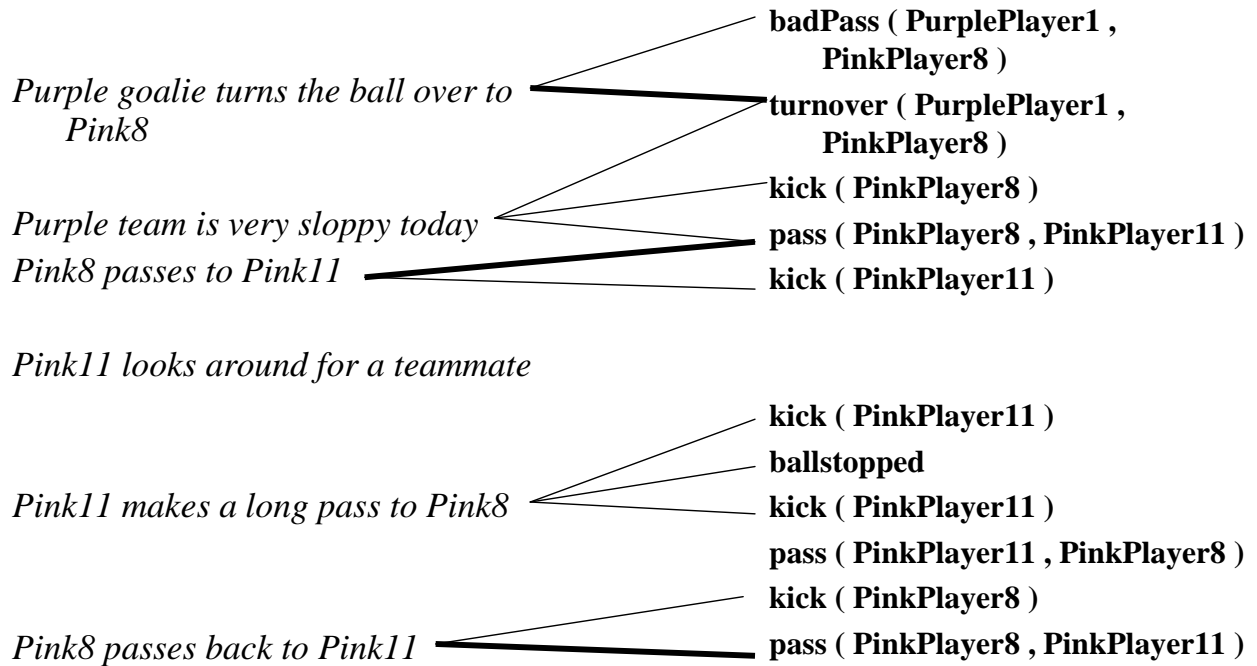 badPass ( PurplePlayer1 ,
PinkPlayer8 )
Purple goalie turns the ball over to
Pink8
turnover ( PurplePlayer1 ,
PinkPlayer8 )
kick ( PinkPlayer8 )
Purple team is very sloppy today
pass ( PinkPlayer8 , PinkPlayer11 )
Pink8 passes to Pink11
kick ( PinkPlayer11 )
Pink11 looks around for a teammate
kick ( PinkPlayer11 )
ballstopped
Pink11 makes a long pass to Pink8
kick ( PinkPlayer11 )
pass ( PinkPlayer11 , PinkPlayer8 )
kick ( PinkPlayer8 )
Pink8 passes back to Pink11
pass ( PinkPlayer8 , PinkPlayer11 )